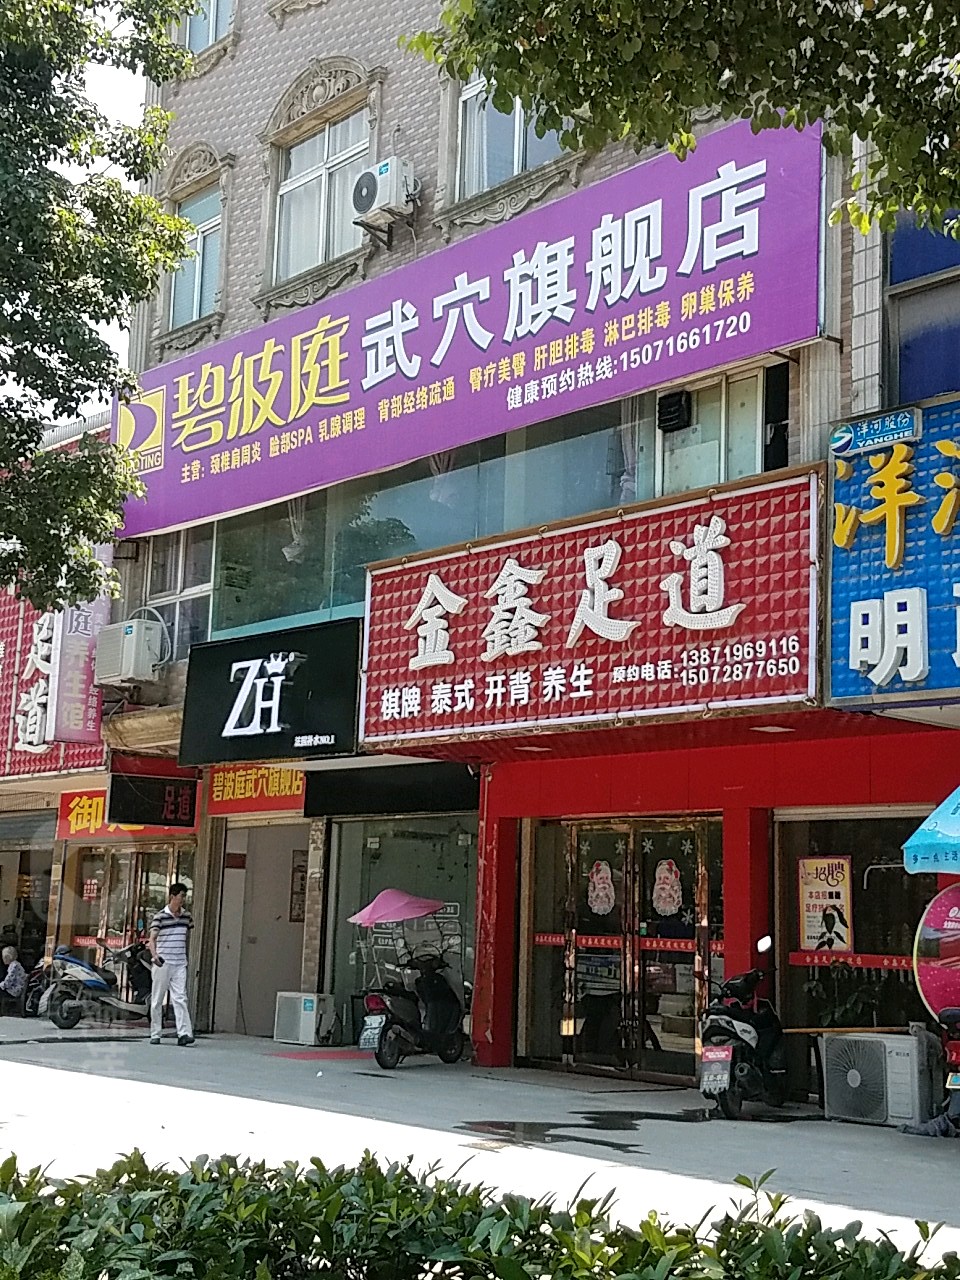 碧波庭 武穴旗舰店
主营：颈椎肩周炎 脸部SPA 乳腺调理 背部经络疏通 臀疗美臀 肝胆排毒 淋巴排毒 卵巢保养
健康预约热线:15071661720
洋河股份
YANGHE
洋
明
金鑫足道
棋牌 泰式 开背 养生 预约电话:13871969116
15072877650
ZH
足道
庭养生馆
足道
碧波庭武穴旗舰店
御
招聘